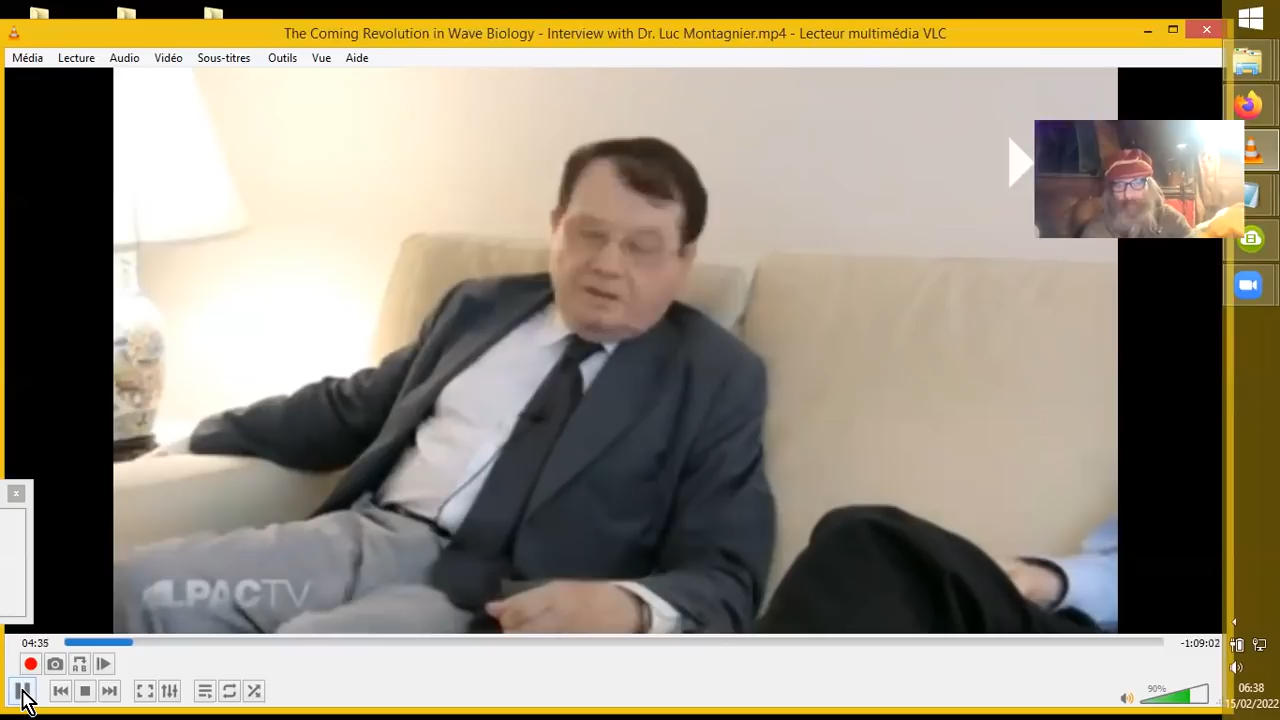 The Coming Revolution in Wave Biology - Interview with Dr. Luc Montagnier.mp4 - Lecteur multimédia VLC
Média Lecture Audio Vidéo Sous-titres Outils Vue Aide
LPACTV
04:35
-1:09:02
90%
06:38
15/02/2022